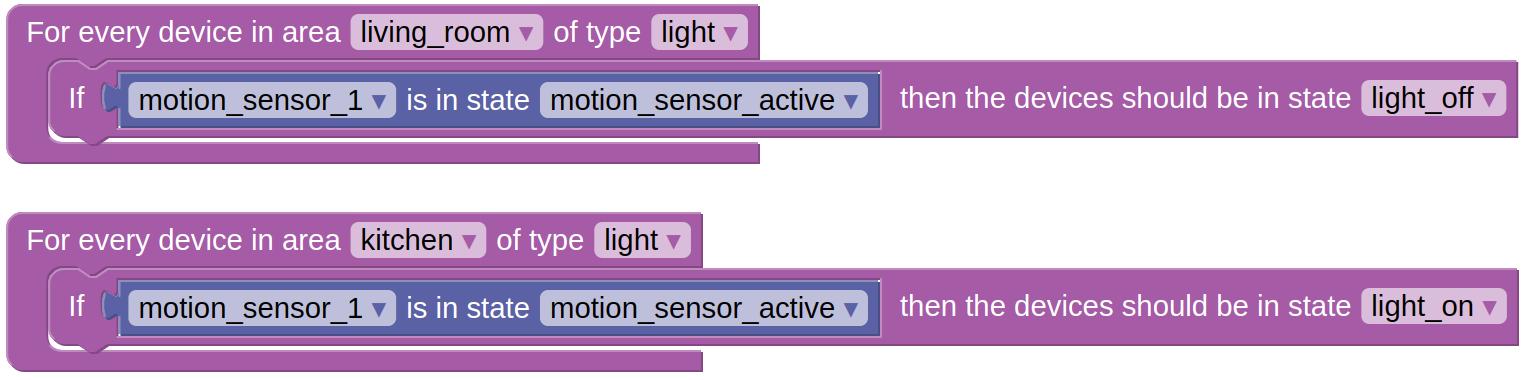 For every device in area living_room ▼ of type light ▼
If motion_sensor_1 ▼ is in state motion_sensor_active ▼ then the devices should be in state light_off ▼
For every device in area kitchen ▼ of type light ▼
If motion_sensor_1 ▼ is in state motion_sensor_active ▼ then the devices should be in state light_on ▼